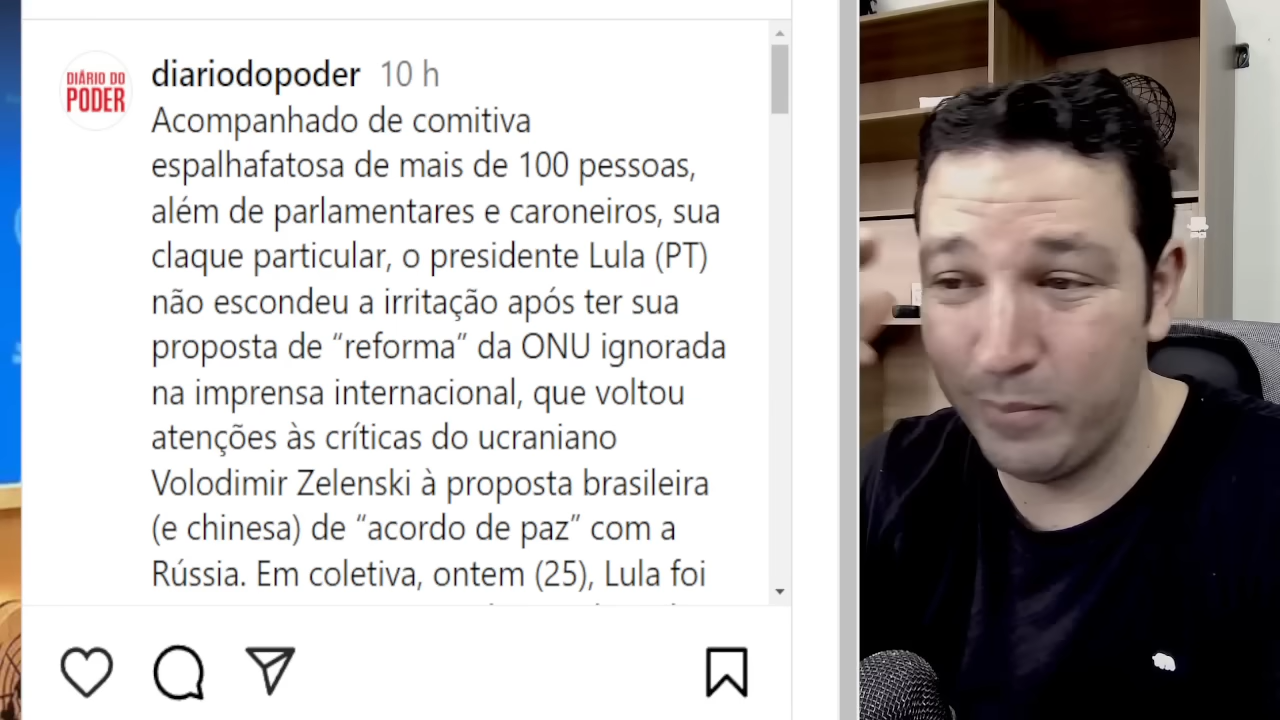 DIÁRIO DO
PODER
diariodopoder 10 h
Acompanhado de comitiva
espalhafatosa de mais de 100 pessoas,
além de parlamentares e caroneiros, sua
claque particular, o presidente Lula (PT)
não escondeu a irritação após ter sua
proposta de “reforma” da ONU ignorada
na imprensa internacional, que voltou
atenções às críticas do ucraniano
Volodimir Zelenski à proposta brasileira
(e chinesa) de “acordo de paz” com a
Rússia. Em coletiva, ontem (25), Lula foi